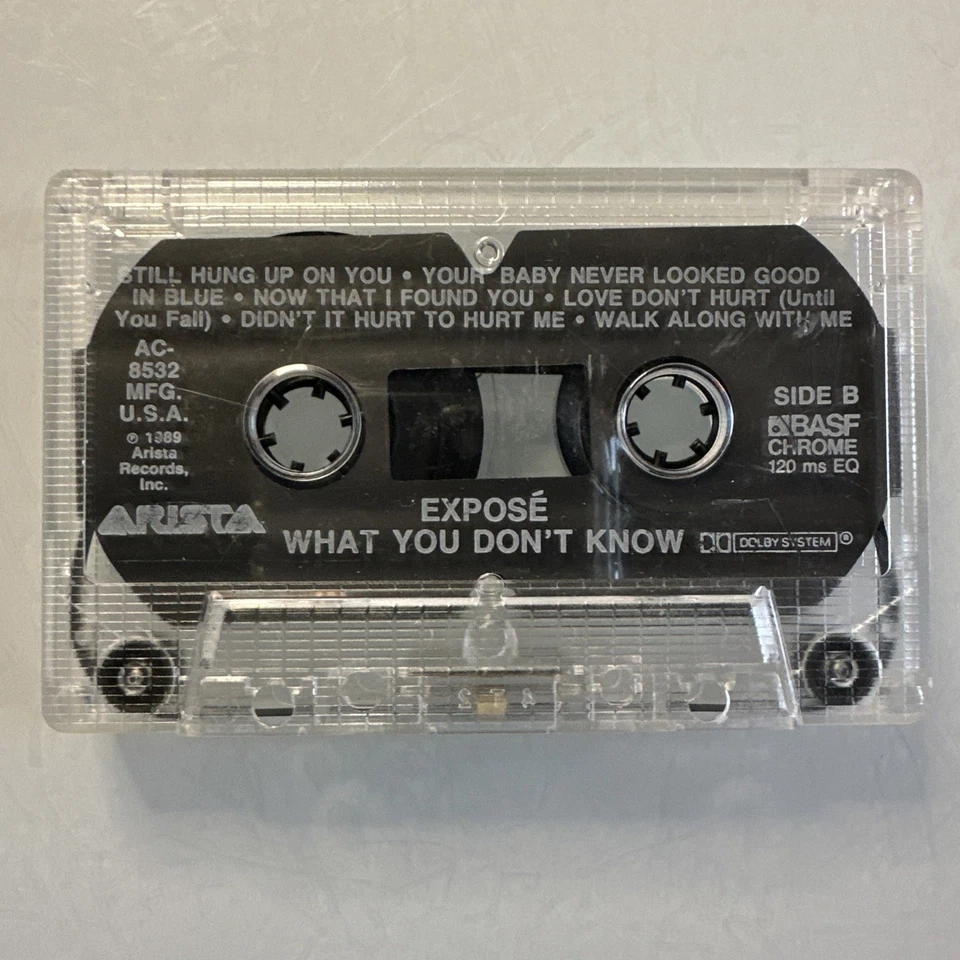 STILL HUNG UP ON YOU • YOUR BABY NEVER LOOKED GOOD
IN BLUE • NOW THAT I FOUND YOU • LOVE DON'T HURT (Until
You Fall) • DIDN'T IT HURT TO HURT ME • WALK ALONG WITH ME
AC-
8532
MFG.
U.S.A.
℗ 1989
Arista
Records,
Inc.
ARISTA
SIDE B
BASF
CHROME
120 ms EQ
EXPOSÉ
WHAT YOU DON'T KNOW
DOLBY SYSTEM®